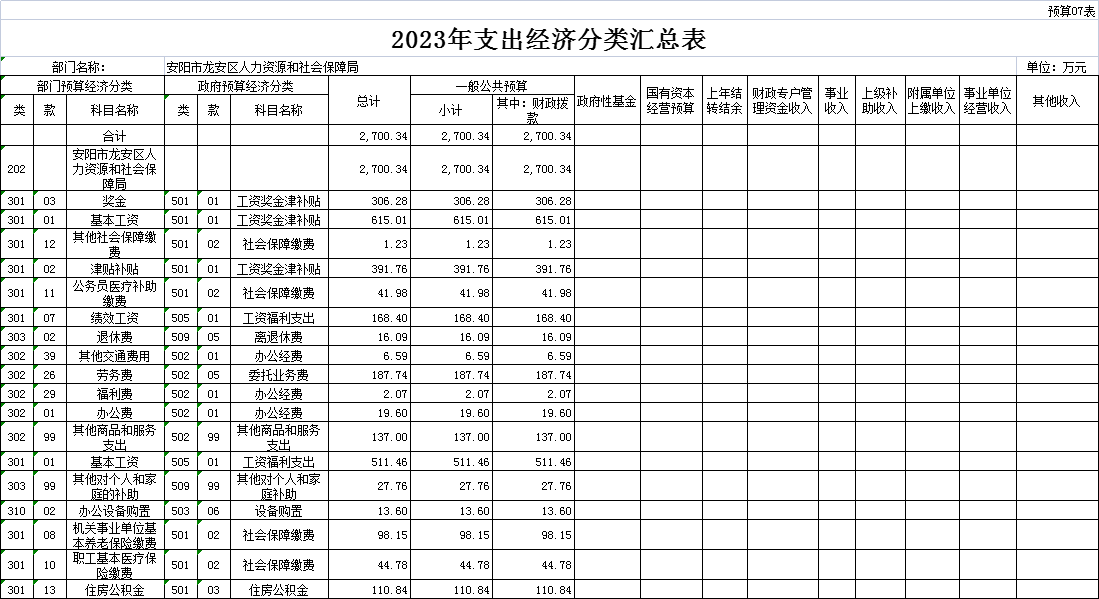 预算07表
2023年支出经济分类汇总表
部门名称： 安阳市龙安区人力资源和社会保障局 单位：万元
部门预算经济分类 政府预算经济分类 总计 一般公共预算 政府性基金 国有资本经营预算 上年结转结余 财政专户管理资金收入 事业收入 上级补助收入 附属单位上缴收入 事业单位经营收入 其他收入
类 款 科目名称 类 款 科目名称 小计 其中：财政拨款
合计 2,700.34 2,700.34 2,700.34
202 安阳市龙安区人力资源和社会保障局 2,700.34 2,700.34 2,700.34
301 03 奖金 501 01 工资奖金津补贴 306.28 306.28 306.28
301 01 基本工资 501 01 工资奖金津补贴 615.01 615.01 615.01
301 12 其他社会保障缴费 501 02 社会保障缴费 1.23 1.23 1.23
301 02 津贴补贴 501 01 工资奖金津补贴 391.76 391.76 391.76
301 11 公务员医疗补助缴费 501 02 社会保障缴费 41.98 41.98 41.98
301 07 绩效工资 505 01 工资福利支出 168.40 168.40 168.40
303 02 退休费 509 05 离退休费 16.09 16.09 16.09
302 39 其他交通费用 502 01 办公经费 6.59 6.59 6.59
302 26 劳务费 502 05 委托业务费 187.74 187.74 187.74
302 29 福利费 502 01 办公经费 2.07 2.07 2.07
302 01 办公费 502 01 办公经费 19.60 19.60 19.60
302 99 其他商品和服务支出 502 99 其他商品和服务支出 137.00 137.00 137.00
301 01 基本工资 505 01 工资福利支出 511.46 511.46 511.46
303 99 其他对个人和家庭的补助 509 99 其他对个人和家庭补助 27.76 27.76 27.76
310 02 办公设备购置 503 06 设备购置 13.60 13.60 13.60
301 08 机关事业单位基本养老保险缴费 501 02 社会保障缴费 98.15 98.15 98.15
301 10 职工基本医疗保险缴费 501 02 社会保障缴费 44.78 44.78 44.78
301 13 住房公积金 501 03 住房公积金 110.84 110.84 110.84